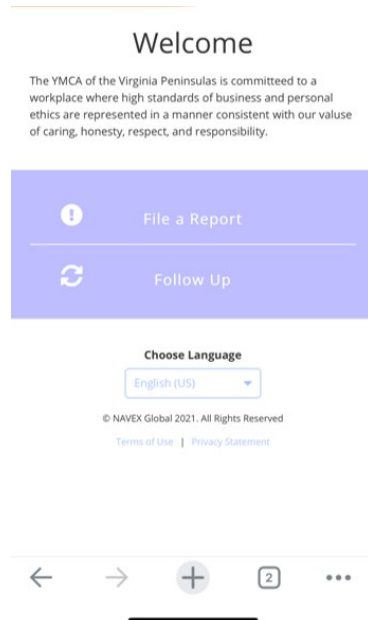 Welcome
The YMCA of the Virginia Peninsulas is committeed to a
workplace where high standards of business and personal
ethics are represented in a manner consistent with our valuse
of caring, honesty, respect, and responsibility.
File a Report
Follow Up
Choose Language
English (US)
© NAVEX Global 2021. All Rights Reserved
Terms of Use | Privacy Statement
2